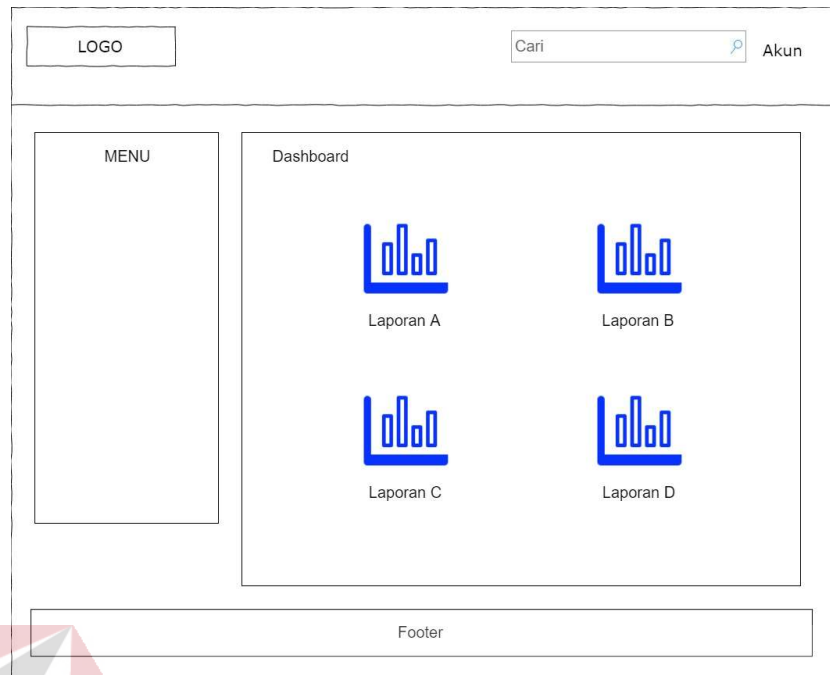 LOGO
Cari
Akun
MENU
Dashboard
Laporan A
Laporan B
Laporan C
Laporan D
Footer